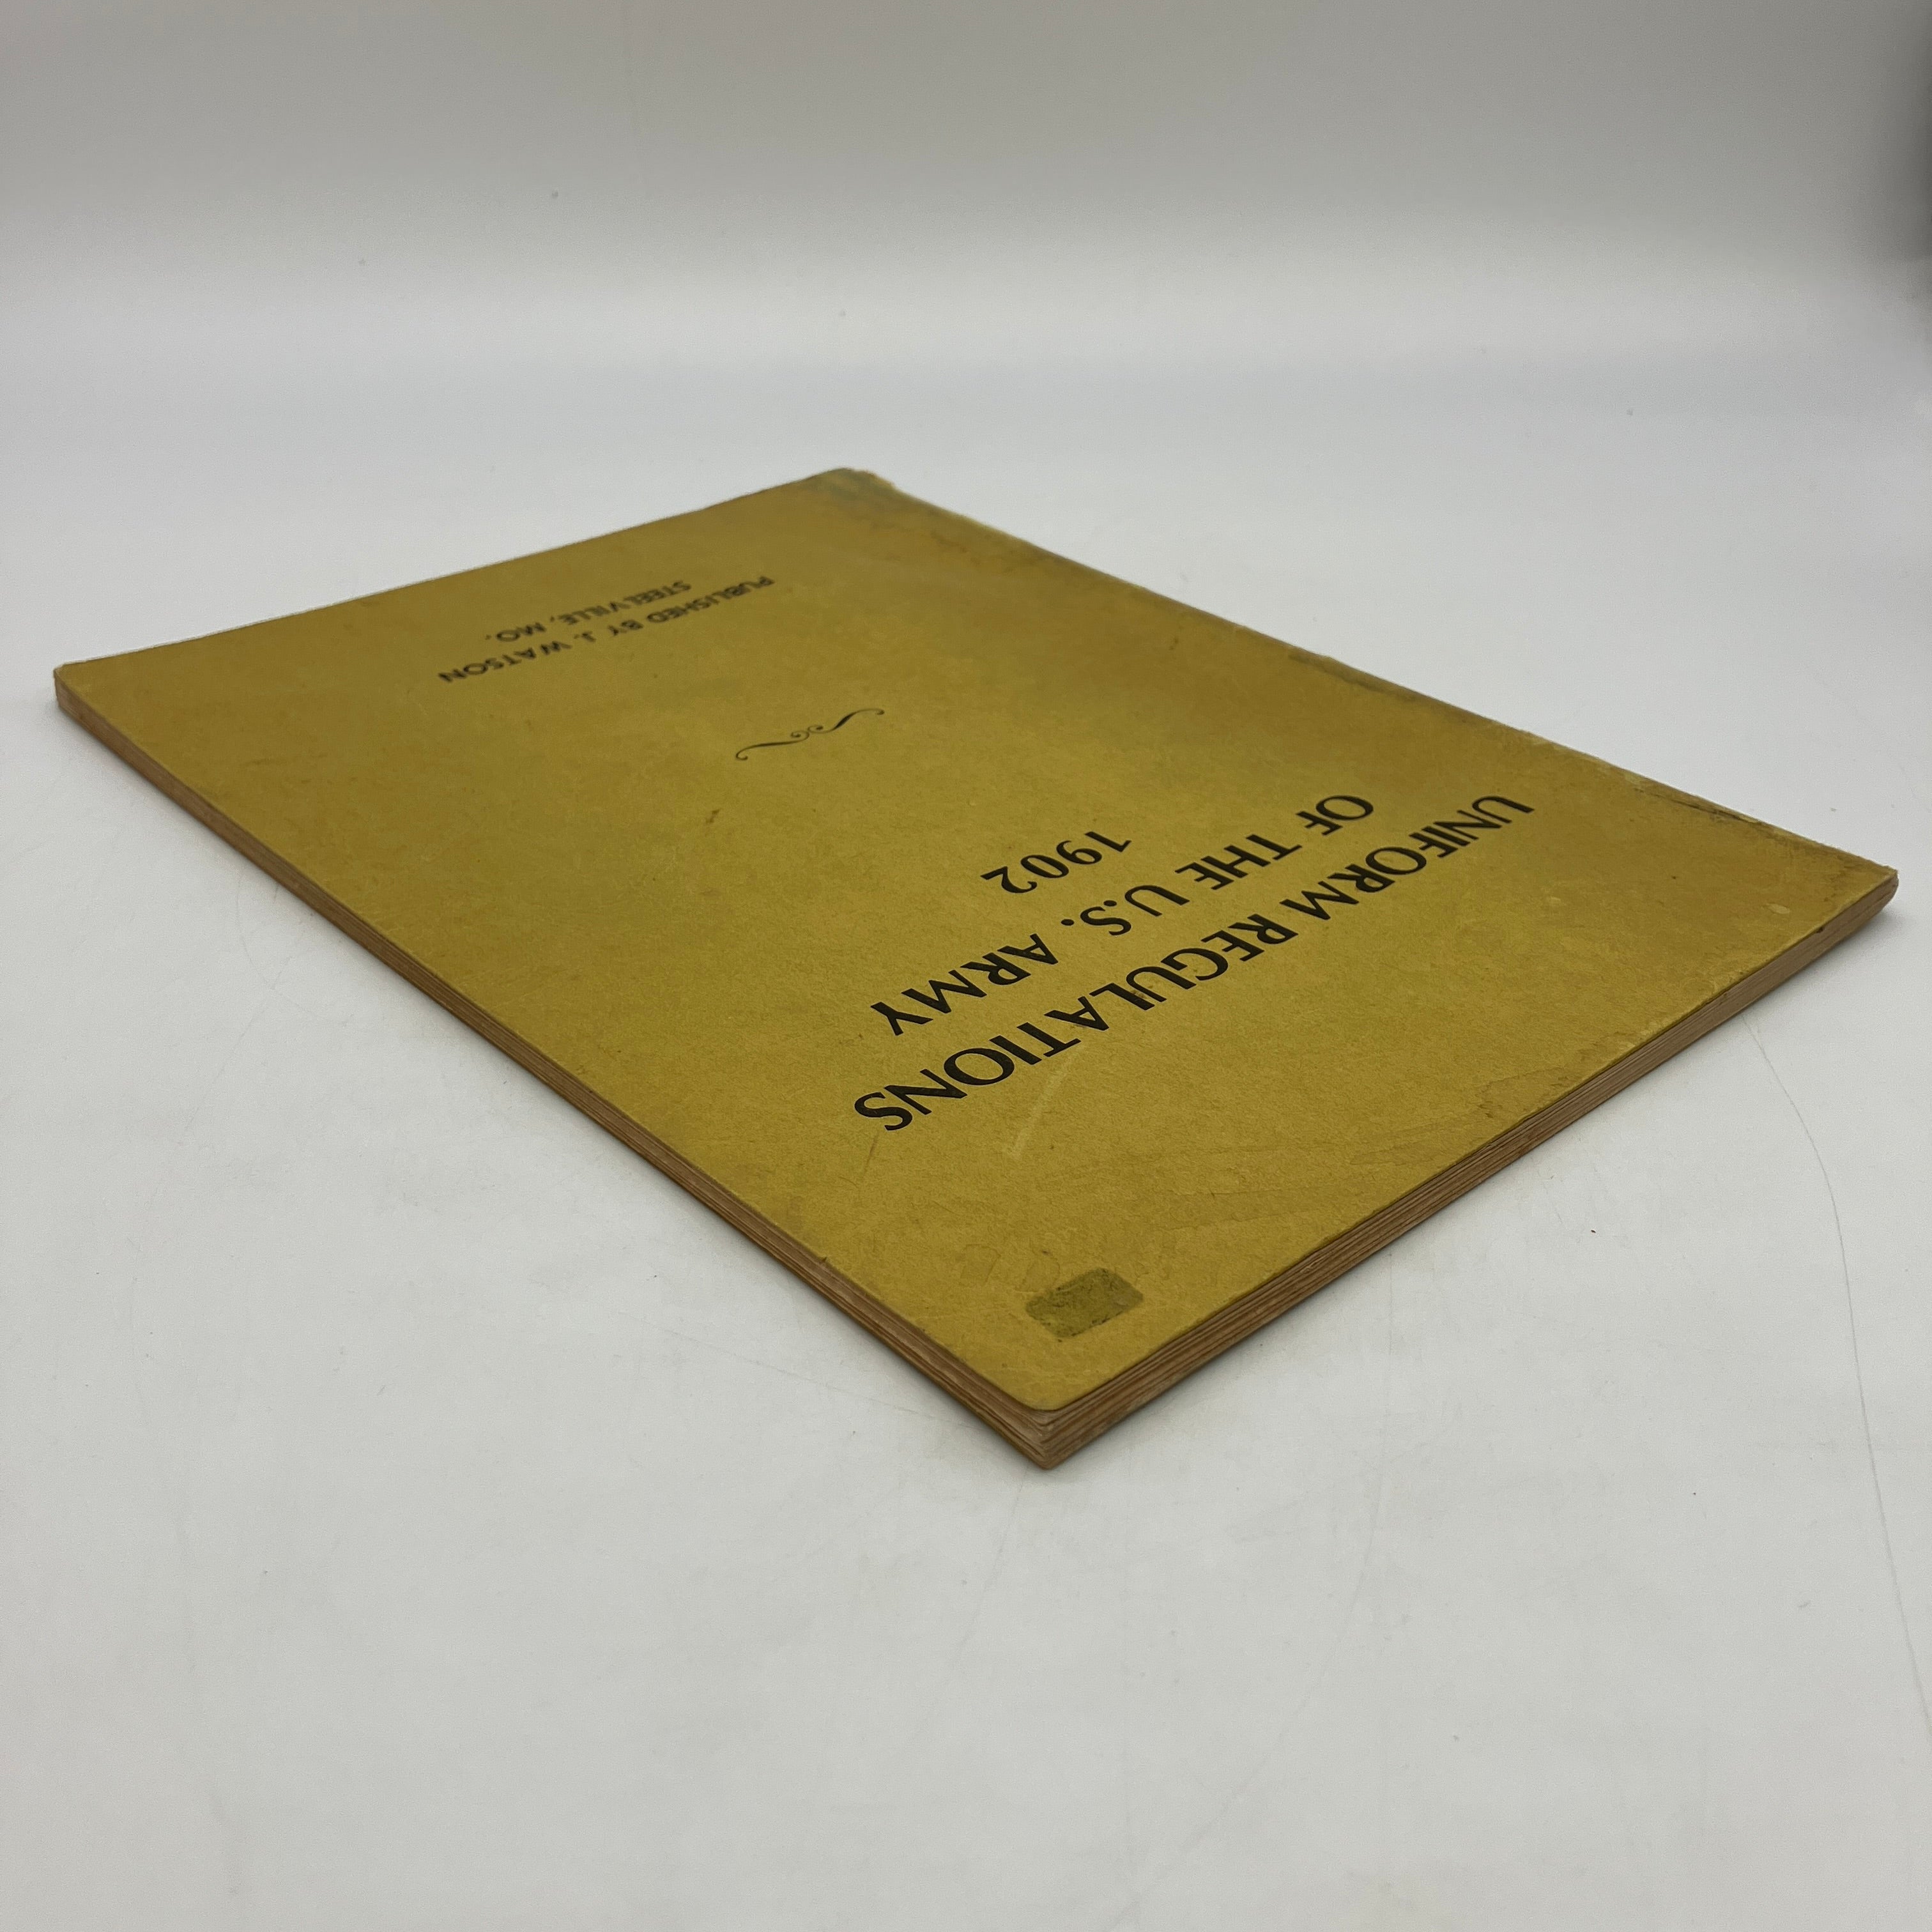 UNIFORM REGULATIONS
OF THE U.S. ARMY
1902
PUBLISHED BY J. WATSON
STEELVILLE, MO.